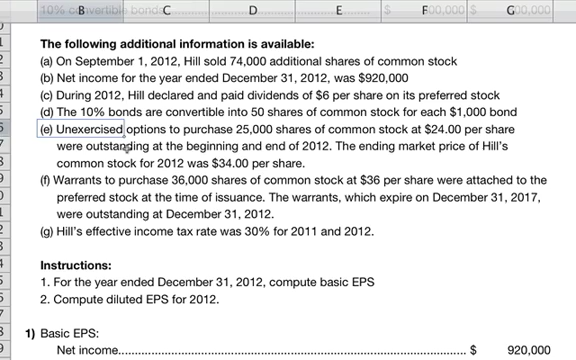 10% convertible bonds $ 00,000 $ 00,000
B C D E F G
The following additional information is available:
(a) On September 1, 2012, Hill sold 74,000 additional shares of common stock
(b) Net income for the year ended December 31, 2012, was $920,000
(c) During 2012, Hill declared and paid dividends of $6 per share on its preferred stock
(d) The 10% bonds are convertible into 50 shares of common stock for each $1,000 bond
(e) Unexercised options to purchase 25,000 shares of common stock at $24.00 per share
were outstanding at the beginning and end of 2012. The ending market price of Hill's
common stock for 2012 was $34.00 per share.
(f) Warrants to purchase 36,000 shares of common stock at $36 per share were attached to the
preferred stock at the time of issuance. The warrants, which expire on December 31, 2017,
were outstanding at December 31, 2012.
(g) Hill's effective income tax rate was 30% for 2011 and 2012.
Instructions:
1. For the year ended December 31, 2012, compute basic EPS
2. Compute diluted EPS for 2012.
1) Basic EPS:
Net income................................................................ $ 920,000